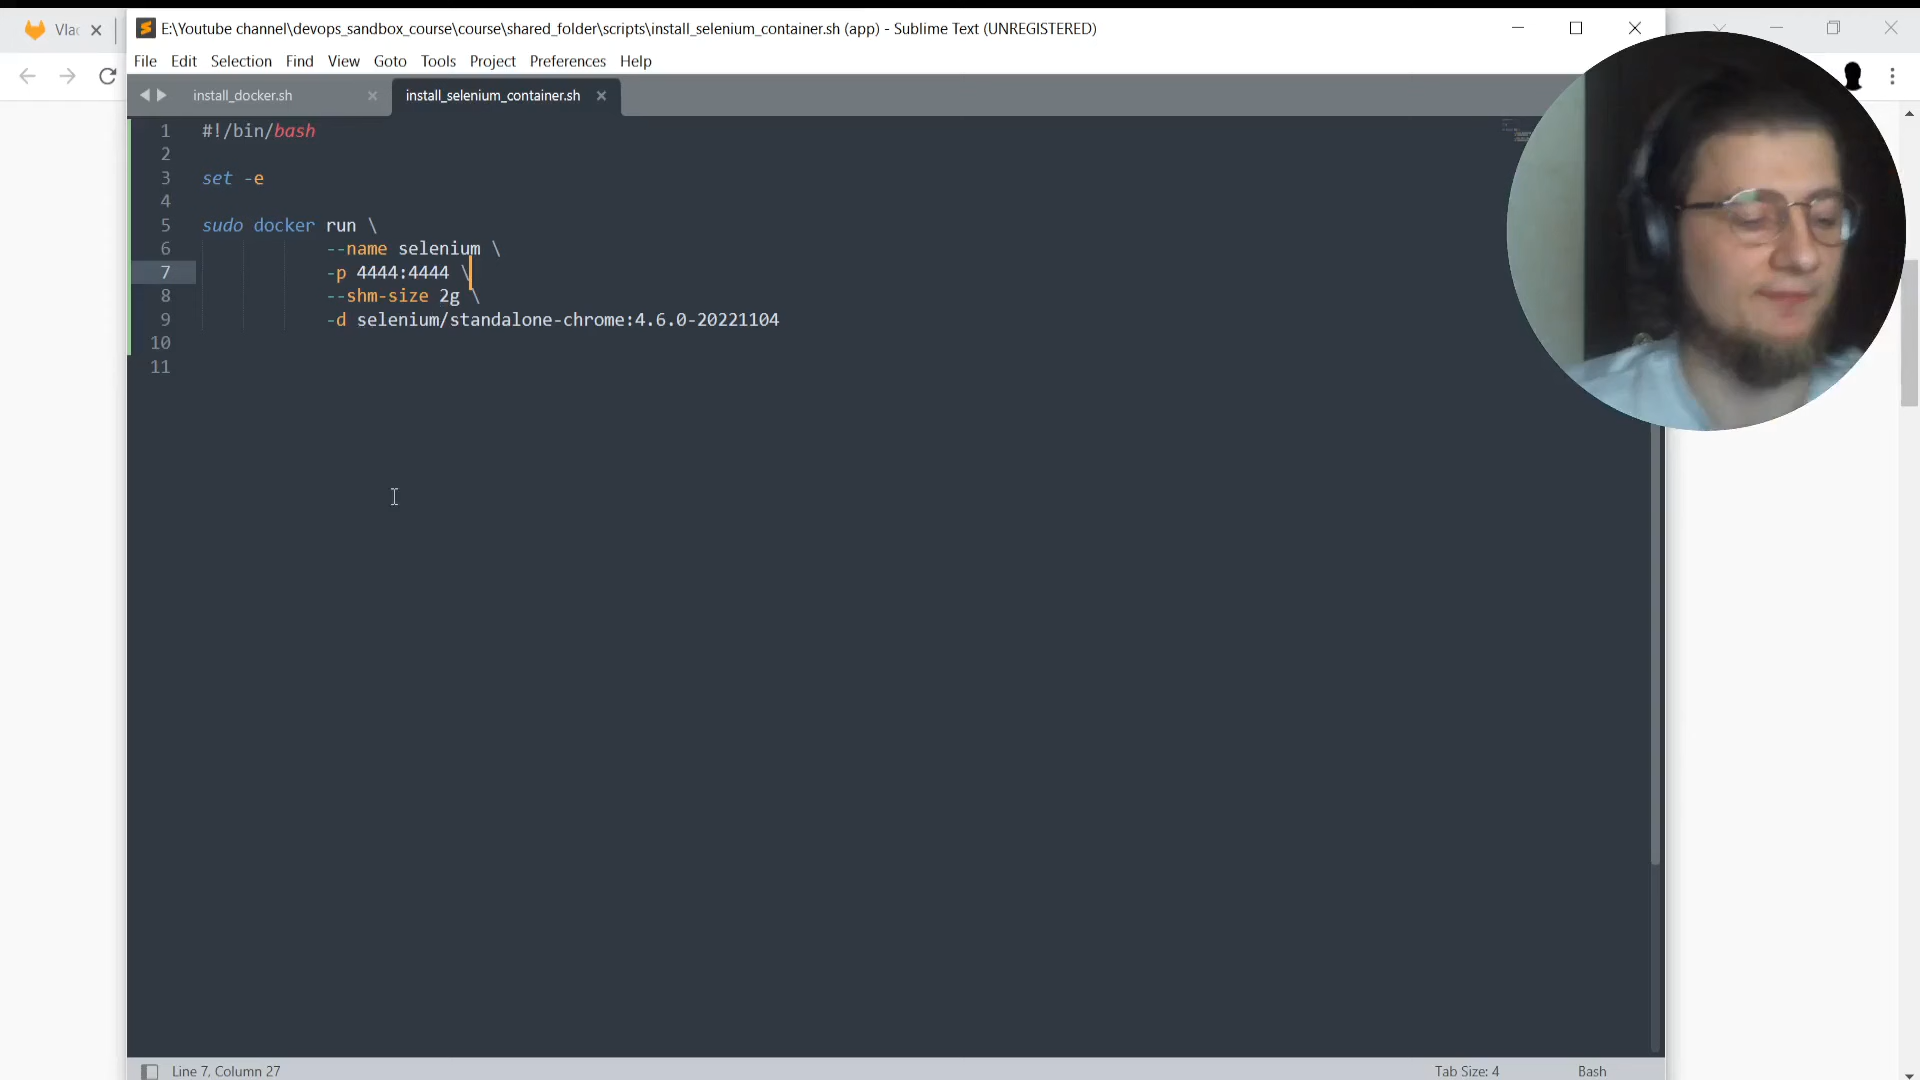 Vla
E:\Youtube channel\devops_sandbox_course\course\shared_folder\scripts\install_selenium_container.sh (app) - Sublime Text (UNREGISTERED)
File Edit Selection Find View Goto Tools Project Preferences Help
install_docker.sh install_selenium_container.sh
1 #!/bin/bash
2
3 set -e
4
5 sudo docker run \
6 --name selenium \
7 -p 4444:4444 \
8 --shm-size 2g \
9 -d selenium/standalone-chrome:4.6.0-20221104
10
11
Line 7, Column 27 Tab Size: 4 Bash